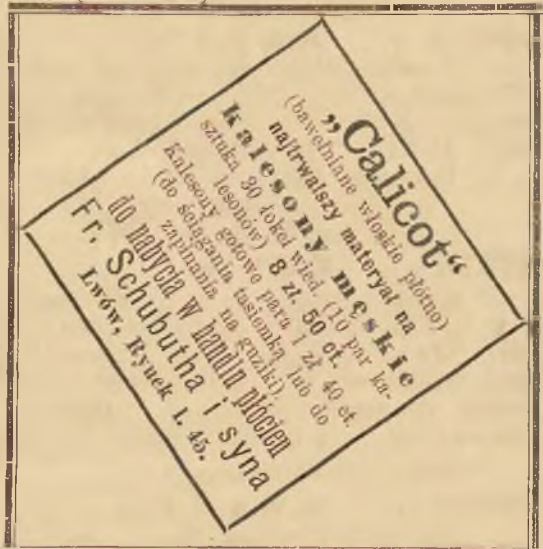 „Calicot“
(bawełniane włoskie płótno)
najtrwalszy materyał na
kalesony męskie
sztuka 30 łokci wied. (10 par ka-
lesonów) 8 zł. 50 ct.
Kalesony gotowe para 1 zł 40 ct.
(do ściągania tasiemką lub do
zapinania na guziki).
do nabycia w handlu płócien
Fr. Schubutha i syna
Lwów, Rynek l. 45.